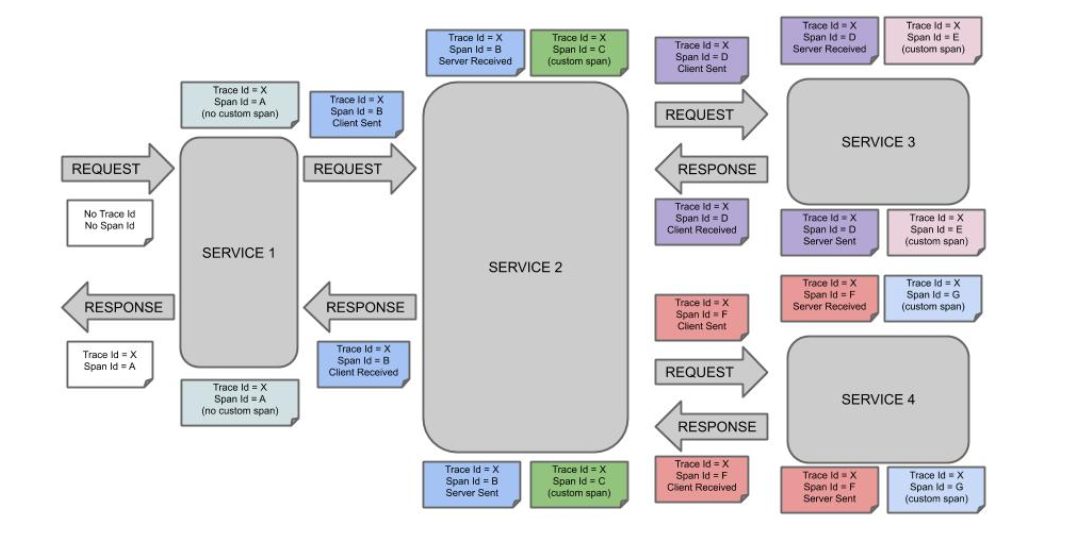 Trace Id = X
Span Id = B
Server Received
Trace Id = X
Span Id = C
(custom span)
Trace Id = X
Span Id = D
Client Sent
Trace Id = X
Span Id = D
Server Received
Trace Id = X
Span Id = E
(custom span)
Trace Id = X
Span Id = A
(no custom span)
Trace Id = X
Span Id = B
Client Sent
REQUEST
REQUEST
REQUEST
SERVICE 3
RESPONSE
No Trace Id
No Span Id
SERVICE 1
SERVICE 2
Trace Id = X
Span Id = D
Client Received
Trace Id = X
Span Id = D
Server Sent
Trace Id = X
Span Id = E
(custom span)
RESPONSE
RESPONSE
Trace Id = X
Span Id = F
Client Sent
Trace Id = X
Span Id = F
Server Received
Trace Id = X
Span Id = G
(custom span)
Trace Id = X
Span Id = A
Trace Id = X
Span Id = B
Client Received
REQUEST
SERVICE 4
RESPONSE
Trace Id = X
Span Id = A
(no custom span)
Trace Id = X
Span Id = B
Server Sent
Trace Id = X
Span Id = C
(custom span)
Trace Id = X
Span Id = F
Client Received
Trace Id = X
Span Id = F
Server Sent
Trace Id = X
Span Id = G
(custom span)